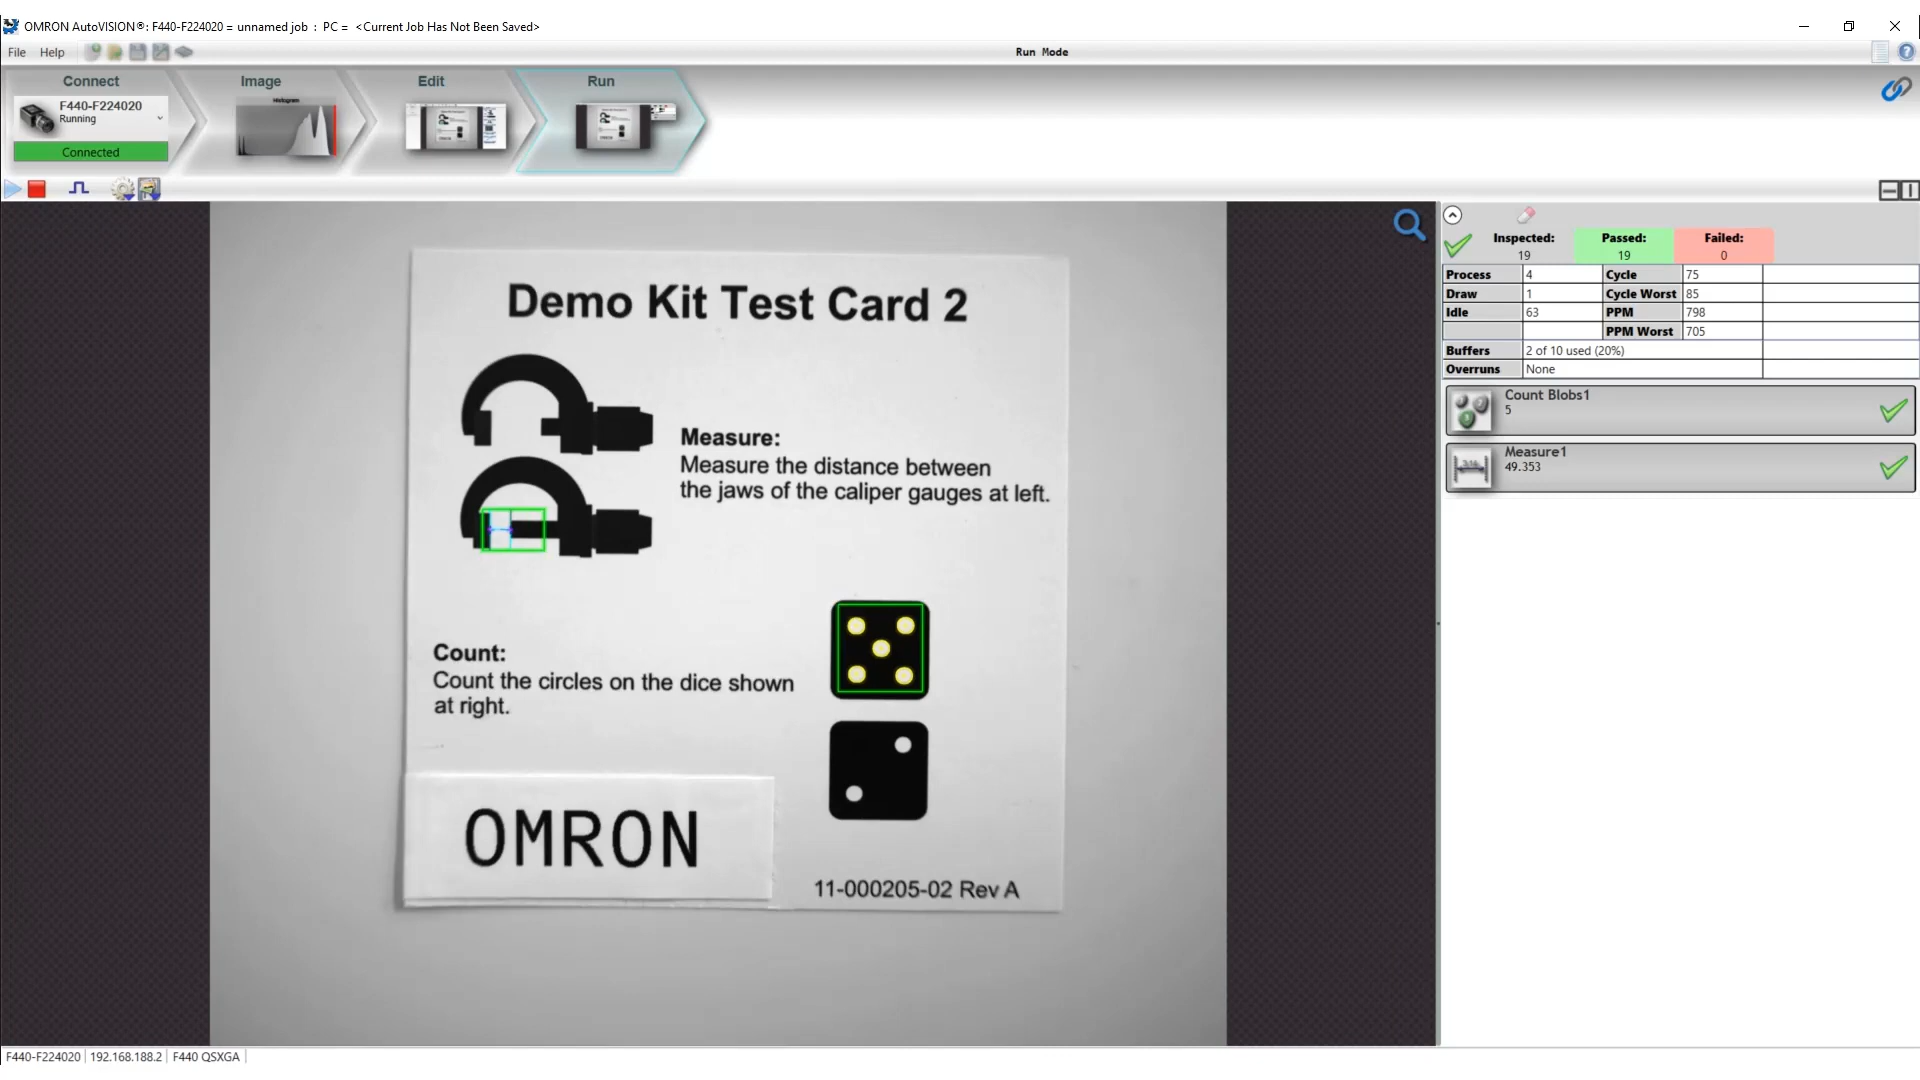 OMRON AutoVISION®: F440-F224020 = unnamed job : PC = <Current Job Has Not Been Saved>
File Help
Run Mode
Connect
Image
Edit
Run
F440-F224020
Running
Connected
Histogram
Demo Kit Test Card 2
Measure:
Measure the distance between
the jaws of the caliper gauges at left.
Count:
Count the circles on the dice shown
at right.
OMRON
11-000205-02 Rev A
Inspected: Passed: Failed:
19 19 0
Process 4 Cycle 75
Draw 1 Cycle Worst 85
Idle 63 PPM 798
PPM Worst 705
Buffers 2 of 10 used (20%)
Overruns None
Count Blobs1
5
Measure1
49.353
F440-F224020 192.168.188.2 F440 QSXGA